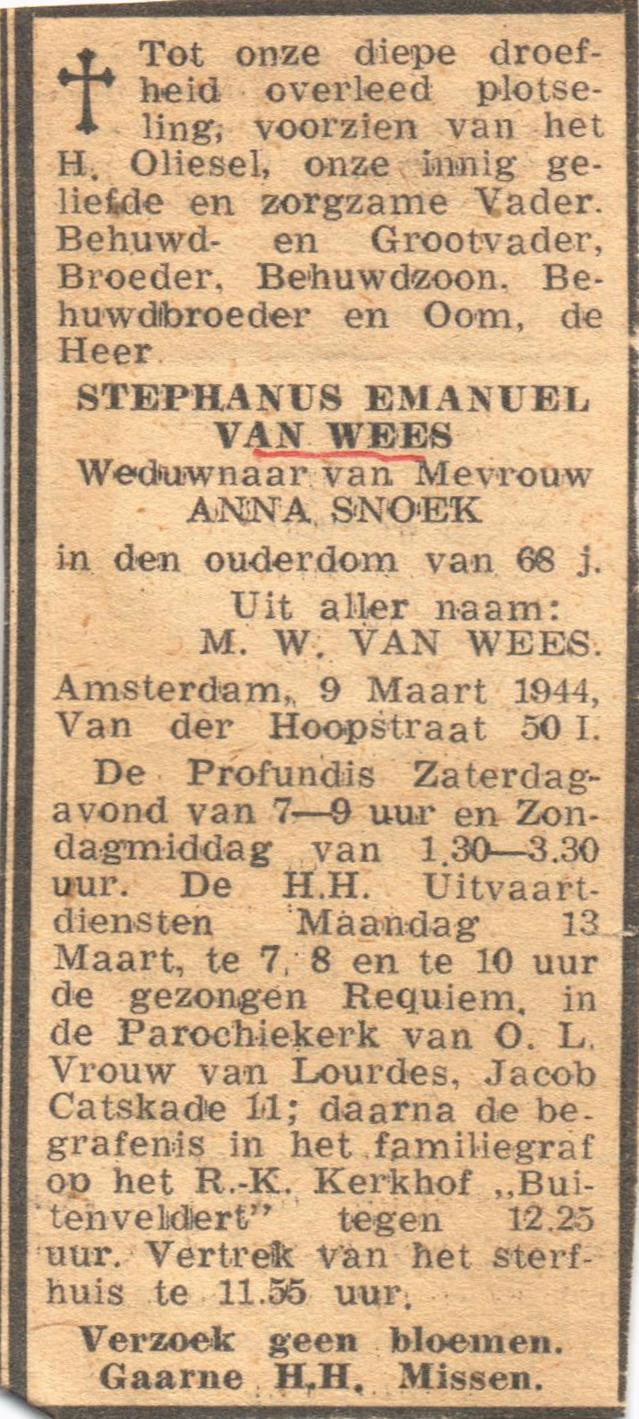 Tot onze diepe droef-
heid overleed plotse-
ling, voorzien van het
H. Oliesel, onze innig ge-
liefde en zorgzame Vader.
Behuwd- en Grootvader,
Broeder, Behuwdzoon, Be-
huwdbroeder en Oom, de
Heer
STEPHANUS EMANUEL
VAN WEES
Weduwnaar van Mevrouw
ANNA SNOEK
in den ouderdom van 68 j.
Uit aller naam:
M. W. VAN WEES.
Amsterdam, 9 Maart 1944,
Van der Hoopstraat 50 I.
De Profundis Zaterdag-
avond van 7—9 uur en Zon-
dagmiddag van 1.30—3.30
uur. De H.H. Uitvaart-
diensten Maandag 13
Maart, te 7, 8 en te 10 uur
de gezongen Requiem, in
de Parochiekerk van O. L.
Vrouw van Lourdes, Jacob
Catskade 11; daarna de be-
grafenis in het familiegraf
op het R.-K. Kerkhof „Bui-
tenveldert” tegen 12.25
uur. Vertrek van het sterf-
huis te 11.55 uur.
Verzoek geen bloemen.
Gaarne H.H. Missen.